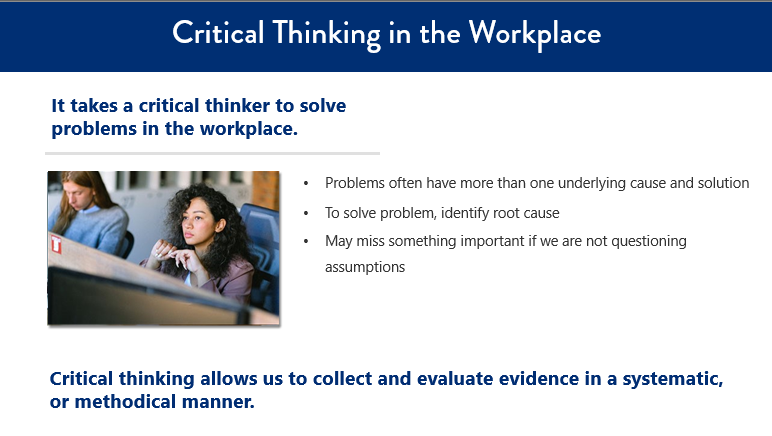 Critical Thinking in the Workplace
It takes a critical thinker to solve
problems in the workplace.
• Problems often have more than one underlying cause and solution
• To solve problem, identify root cause
• May miss something important if we are not questioning
assumptions
T
Critical thinking allows us to collect and evaluate evidence in a systematic,
or methodical manner.